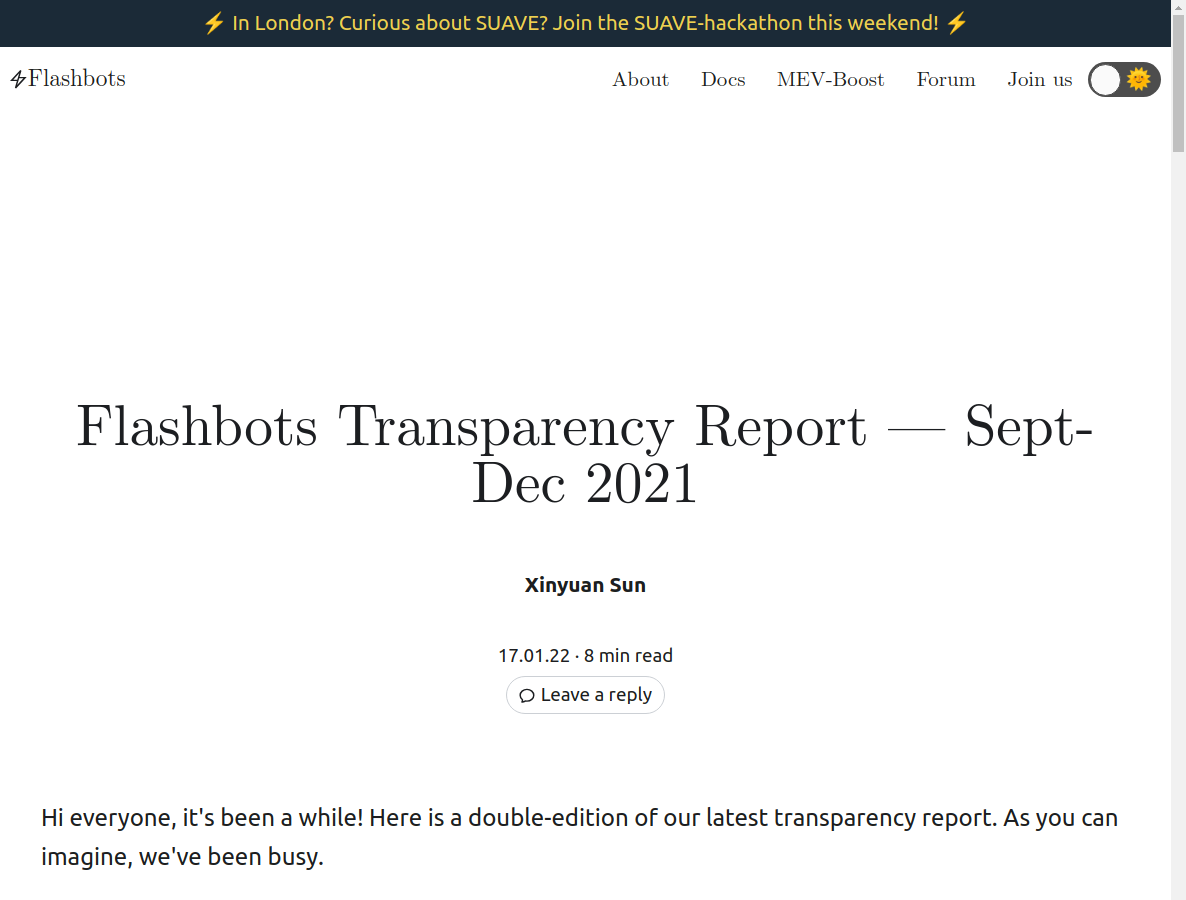 ⚡ In London? Curious about SUAVE? Join the SUAVE-hackathon this weekend! ⚡
Flashbots
About Docs MEV-Boost Forum Join us
Flashbots Transparency Report — Sept-
Dec 2021
Xinyuan Sun
17.01.22 · 8 min read
Leave a reply
Hi everyone, it's been a while! Here is a double-edition of our latest transparency report. As you can
imagine, we've been busy.